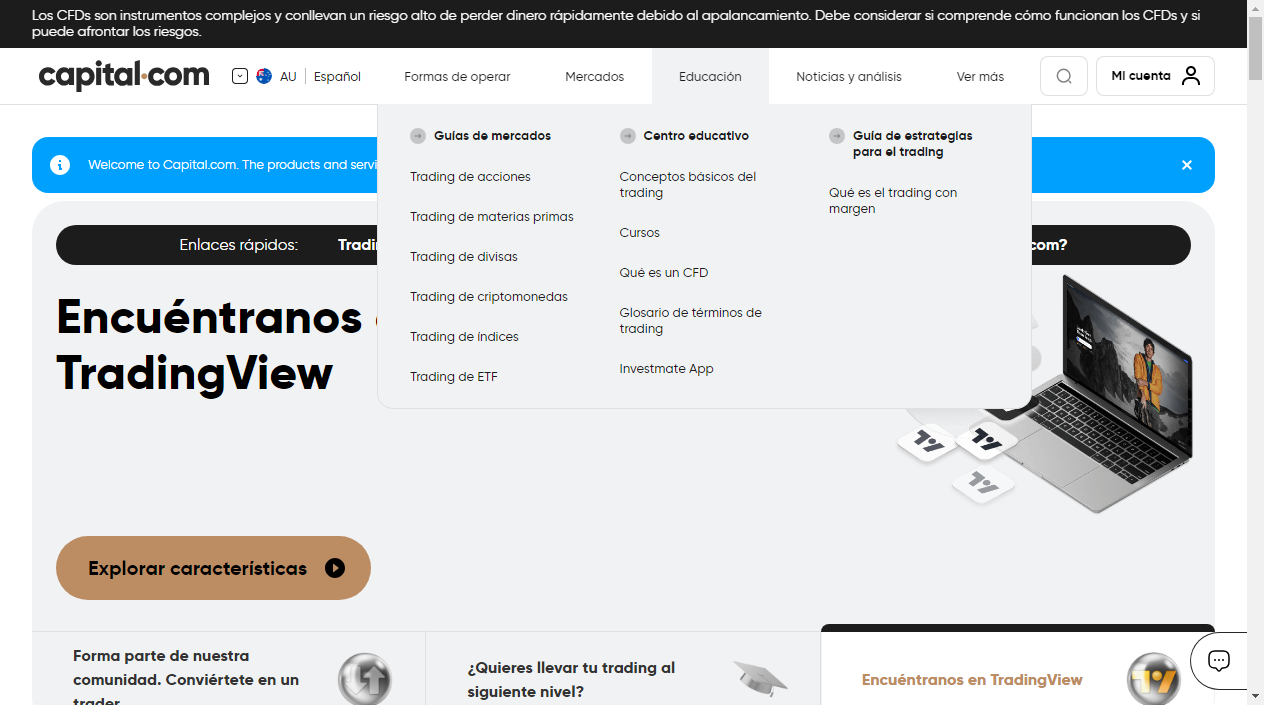 Los CFDs son instrumentos complejos y conllevan un riesgo alto de perder dinero rápidamente debido al apalancamiento. Debe considerar si comprende cómo funcionan los CFDs y si
puede afrontar los riesgos.
capital.com
AU
Español
Formas de operar
Mercados
Educación
Noticias y análisis
Ver más
Mi cuenta
Guías de mercados
Trading de acciones
Trading de materias primas
Trading de divisas
Trading de criptomonedas
Trading de índices
Trading de ETF
Centro educativo
Conceptos básicos del
trading
Cursos
Qué es un CFD
Glosario de términos de
trading
Investmate App
Guía de estrategias
para el trading
Qué es el trading con
margen
Welcome to Capital.com. The products and servi
Enlaces rápidos:
Tradin
com?
Encuéntranos
TradingView
Explorar características
Forma parte de nuestra
comunidad. Conviértete en un
trader
¿Quieres llevar tu trading al
siguiente nivel?
Encuéntranos en TradingView